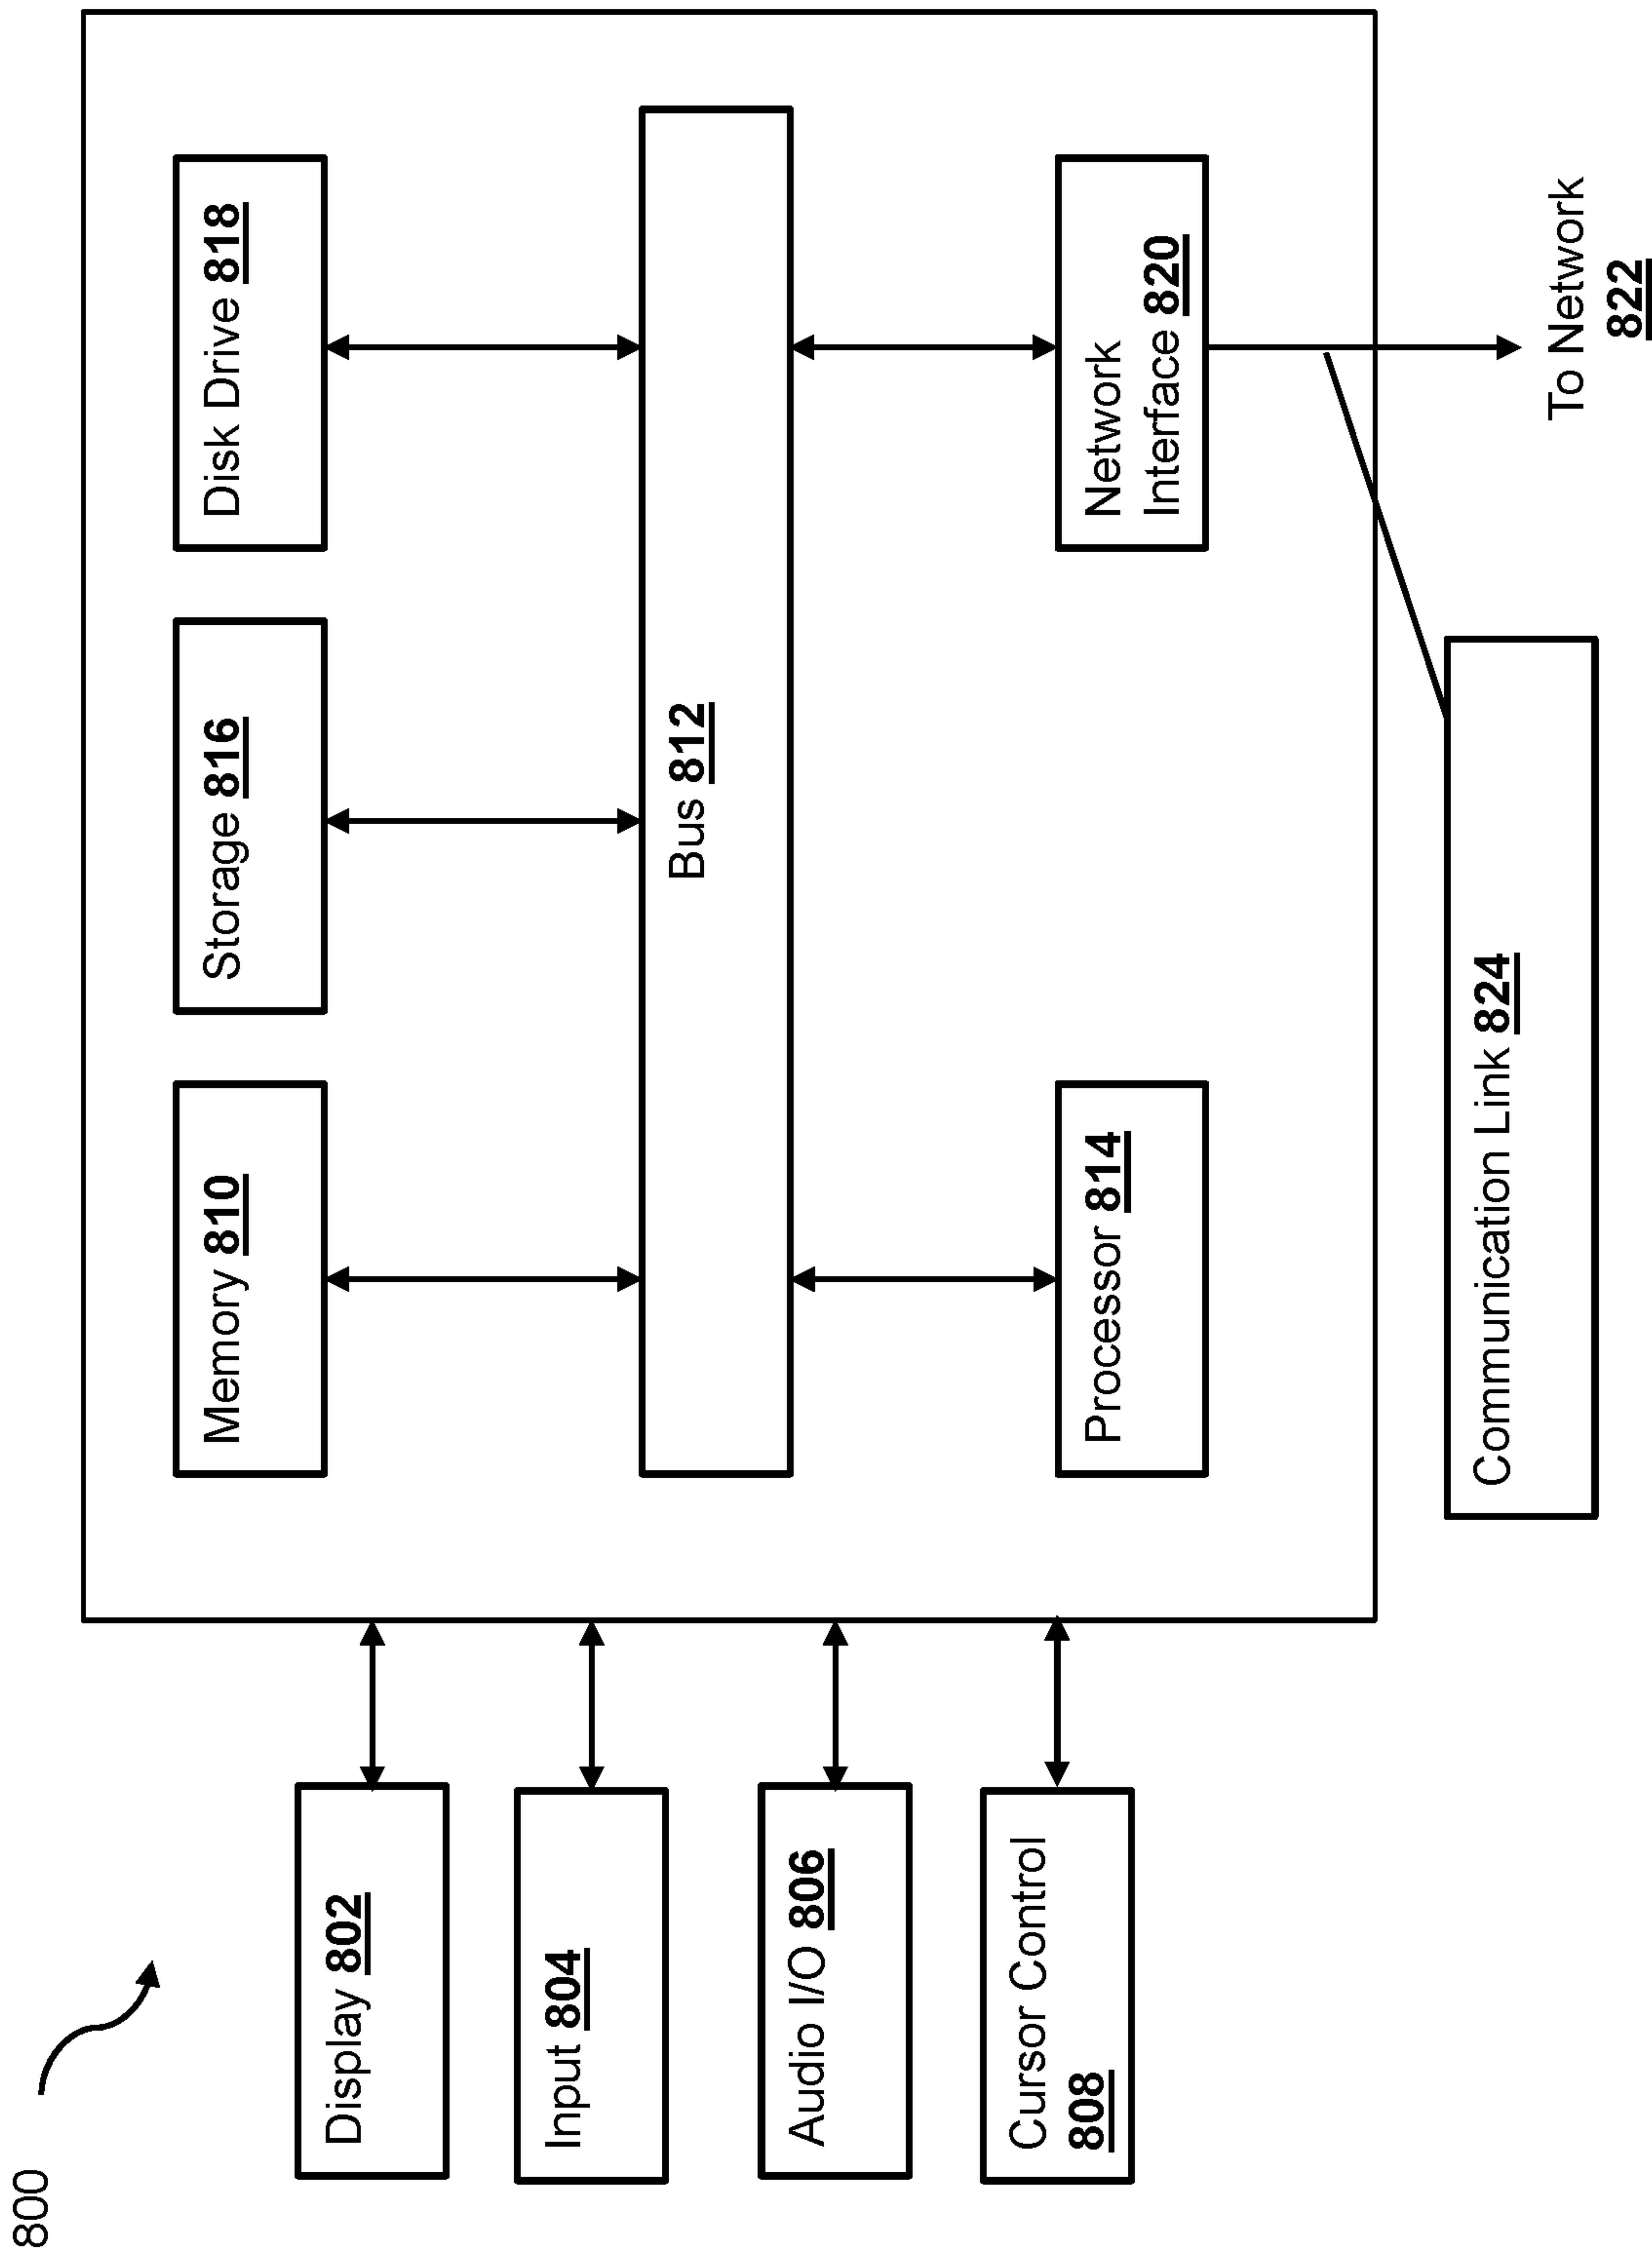 800
Display 802
Input 804
Audio I/O 806
Cursor Control
808
Memory 810
Storage 816
Disk Drive 818
Bus 812
Processor 814
Network
Interface 820
Communication Link 824
To Network
822